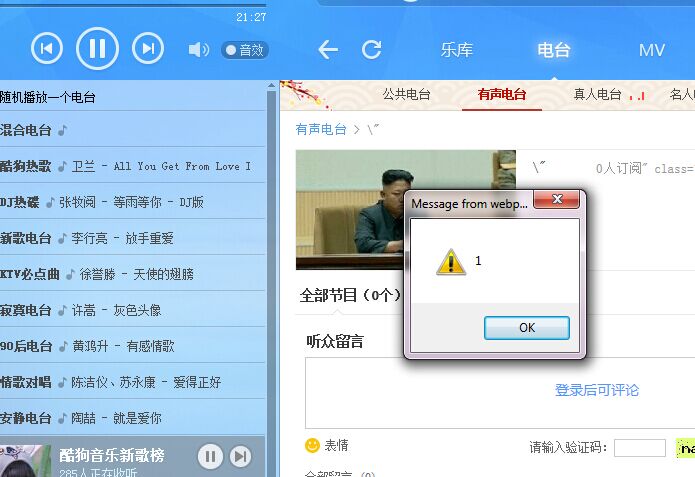 21:27
音效
乐库
电台
MV
随机播放一个电台
混合电台
酷狗热歌 卫兰 - All You Get From Love I
DJ热碟 张牧阅 - 等雨等你 - DJ版
新歌电台 李行亮 - 放手重爱
KTV必点曲 徐誉滕 - 天使的翅膀
寂寞电台 许嵩 - 灰色头像
90后电台 黄鸿升 - 有感情歌
情歌对唱 陈洁仪、苏永康 - 爱得正好
安静电台 陶喆 - 就是爱你
酷狗音乐新歌榜
285人正在收听
公共电台
有声电台
真人电台
名人
有声电台 > \"
\" 0人订阅" class=
Message from webp...
1
OK
全部节目（0个）
听众留言
登录后可评论
表情
请输入验证码:
na
全部留言 (0)